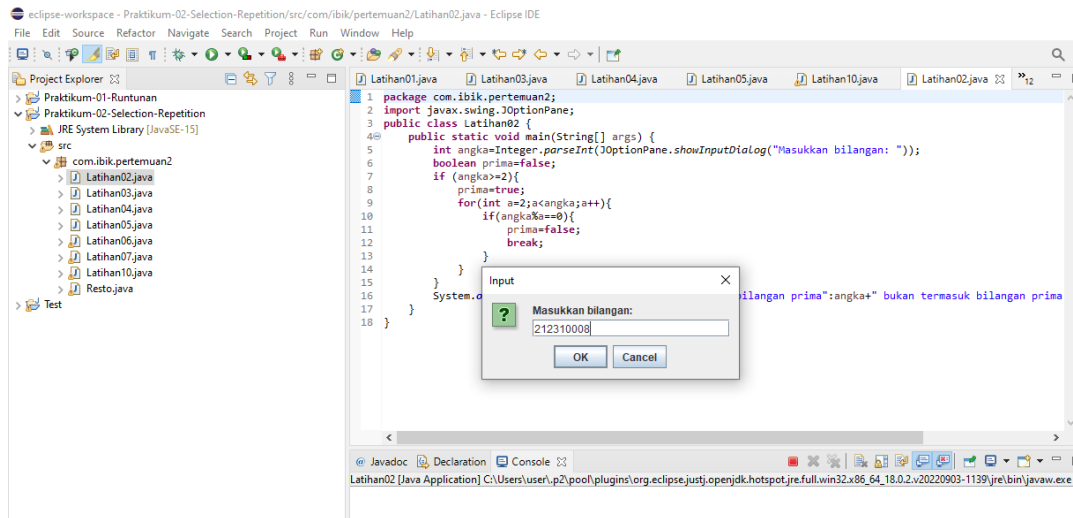 eclipse-workspace - Praktikum-02-Selection-Repetition/src/com/ibik/pertemuan2/Latihan02.java - Eclipse IDE
File Edit Source Refactor Navigate Search Project Run Window Help
Project Explorer
Latihan01.java Latihan03.java Latihan04.java Latihan05.java Latihan10.java Latihan02.java »12
Praktikum-01-Runtunan
Praktikum-02-Selection-Repetition
JRE System Library [JavaSE-15]
src
com.ibik.pertemuan2
Latihan02.java
Latihan03.java
Latihan04.java
Latihan05.java
Latihan06.java
Latihan07.java
Latihan10.java
Resto.java
Test
1 package com.ibik.pertemuan2;
2 import javax.swing.JOptionPane;
3 public class Latihan02 {
4 public static void main(String[] args) {
5 int angka=Integer.parseInt(JOptionPane.showInputDialog("Masukkan bilangan: "));
6 boolean prima=false;
7 if (angka>=2){
8 prima=true;
9 for(int a=2;a<angka;a++){
10 if(angka%a==0){
11 prima=false;
12 break;
13 }
14 }
15 }
16 System.o bilangan prima":angka+" bukan termasuk bilangan prima
17 }
18 }
Input
Masukkan bilangan:
212310008
OK Cancel
@ Javadoc Declaration Console
Latihan02 [Java Application] C:\Users\user\.p2\pool\plugins\org.eclipse.justj.openjdk.hotspot.jre.full.win32.x86_64_18.0.2.v20220903-1139\jre\bin\javaw.exe